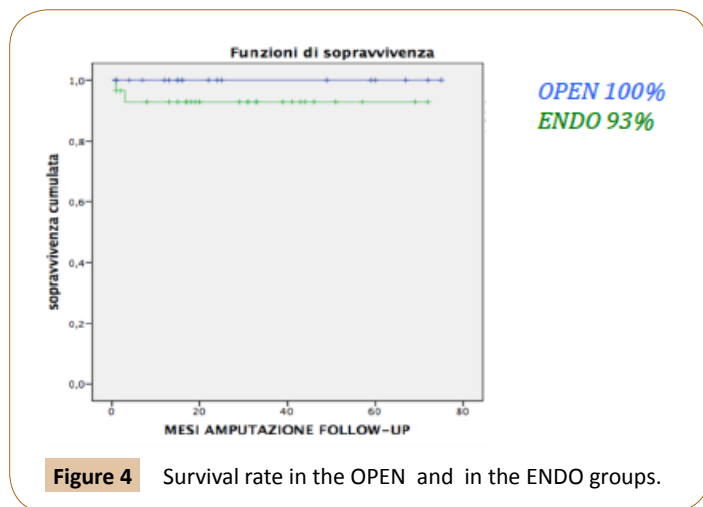 Funzioni di sopravvivenza
1,0
0,8
0,6
0,4
0,2
0,0
sopravvivenza cumulata
0 20 40 60 80
MESI AMPUTAZIONE FOLLOW-UP
OPEN 100%
ENDO 93%
Figure 4 Survival rate in the OPEN and in the ENDO groups.